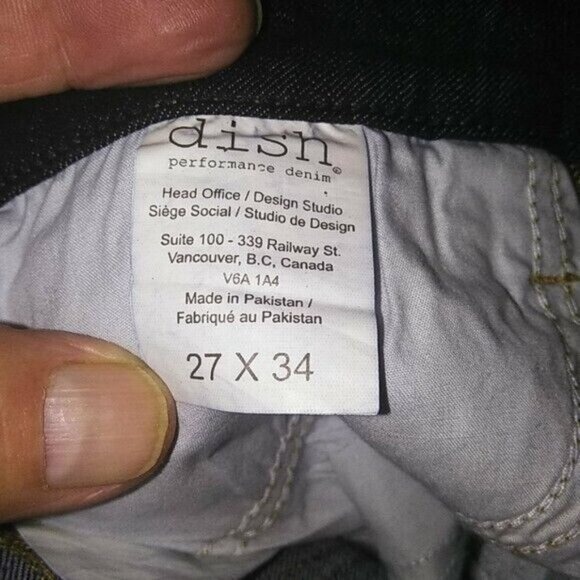 dish
performance denim®
Head Office / Design Studio
Siège Social / Studio de Design
Suite 100 - 339 Railway St.
Vancouver, B.C, Canada
V6A 1A4
Made in Pakistan /
Fabriqué au Pakistan
27 X 34